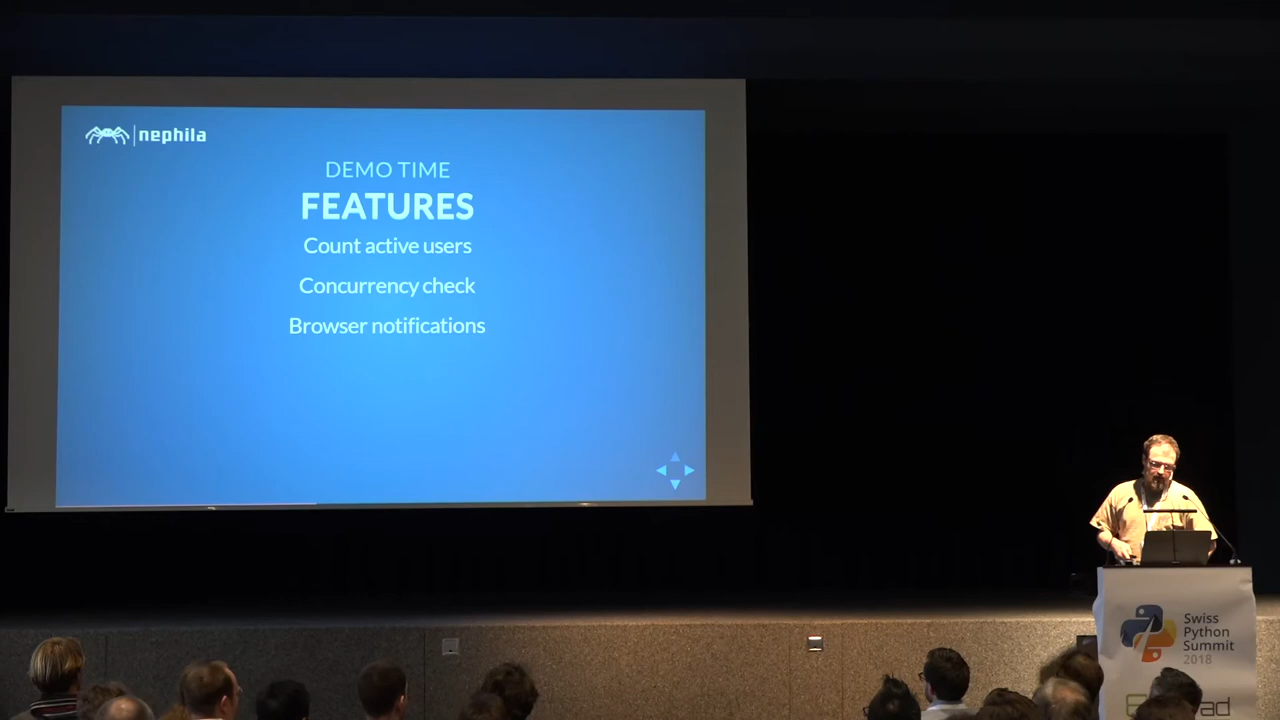 nephila
DEMO TIME
FEATURES
Count active users
Concurrency check
Browser notifications
Swiss
Python
Summit
2018